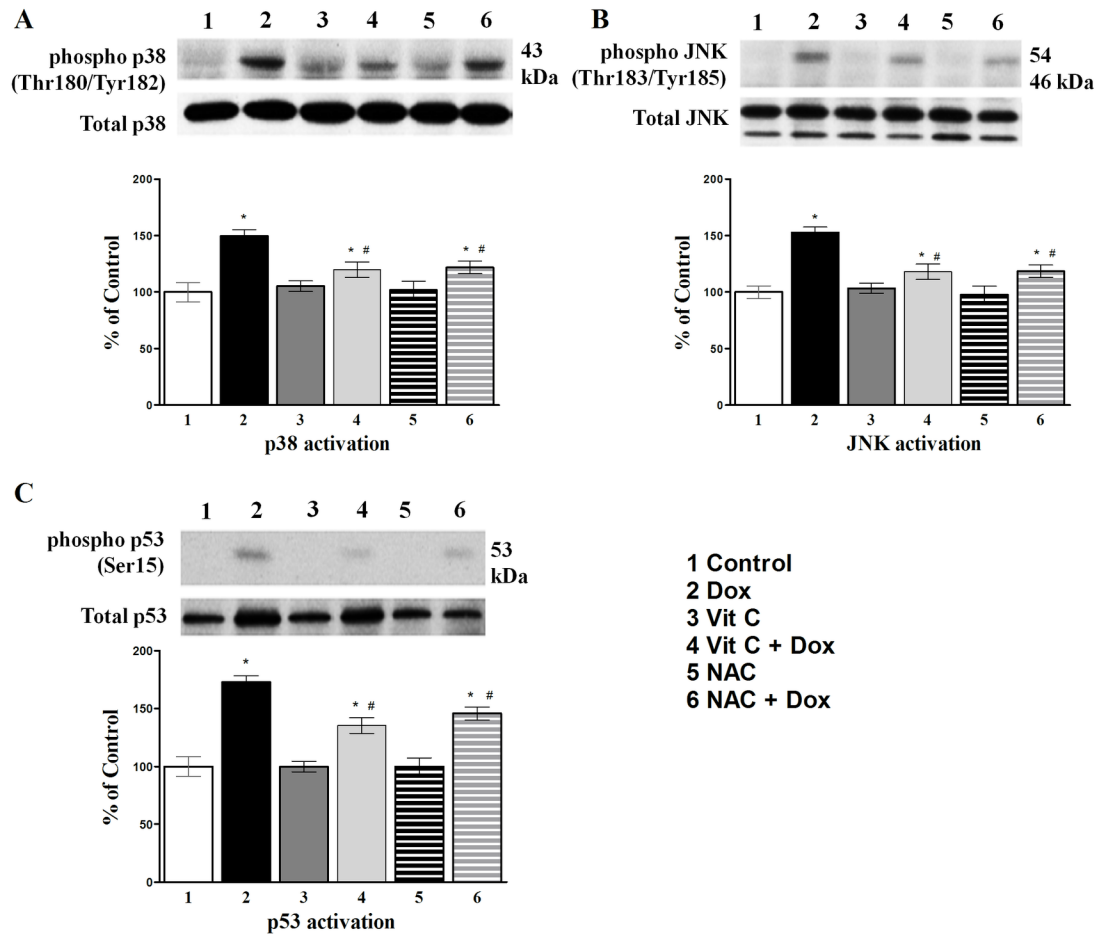 A
1 2 3 4 5 6
phospho p38
(Thr180/Tyr182)
43
kDa
Total p38
200
150
100
50
0
% of Control
*
* #
* #
1 2 3 4 5 6
p38 activation
B
1 2 3 4 5 6
phospho JNK
(Thr183/Tyr185)
54
46 kDa
Total JNK
200
150
100
50
0
% of Control
*
* #
* #
1 2 3 4 5 6
JNK activation
C
1 2 3 4 5 6
phospho p53
(Ser15)
53
kDa
Total p53
200
150
100
50
0
% of Control
*
* #
* #
1 2 3 4 5 6
p53 activation
1 Control
2 Dox
3 Vit C
4 Vit C + Dox
5 NAC
6 NAC + Dox